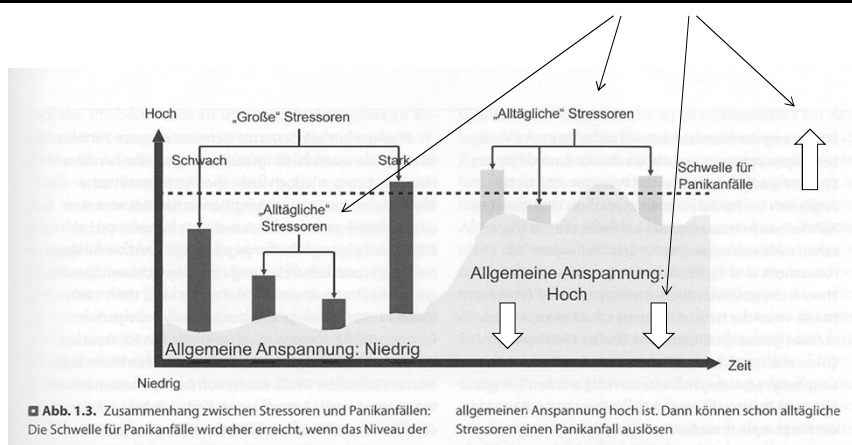 Hoch
„Große“ Stressoren
„Alltägliche“ Stressoren
Schwach
Stark
Schwelle für
Panikanfälle
„Alltägliche“
Stressoren
Allgemeine Anspannung:
Hoch
Allgemeine Anspannung: Niedrig
Zeit
Niedrig
Abb. 1.3. Zusammenhang zwischen Stressoren und Panikanfällen:
Die Schwelle für Panikanfälle wird eher erreicht, wenn das Niveau der
allgemeinen Anspannung hoch ist. Dann können schon alltägliche
Stressoren einen Panikanfall auslösen